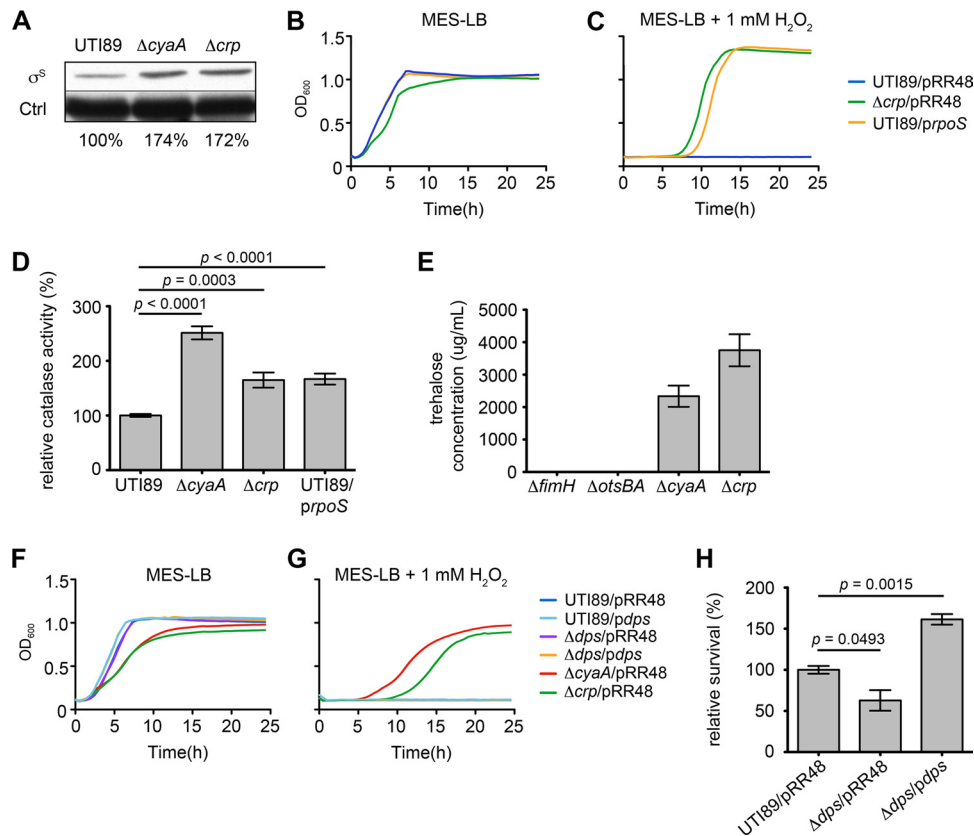 A
UTI89 ΔcyaA Δcrp
σS
Ctrl
100% 174% 172%
B
MES-LB
OD600
1.5
1.0
0.5
0
0 5 10 15 20 25
Time(h)
C
MES-LB + 1 mM H2O2
1.5
1.0
0.5
0
0 5 10 15 20 25
Time(h)
UTI89/pRR48
Δcrp/pRR48
UTI89/prpoS
D
p < 0.0001
p = 0.0003
p < 0.0001
relative catalase activity (%)
300
200
100
0
UTI89 ΔcyaA Δcrp UTI89/
prpoS
E
trehalose
concentration (ug/mL)
5000
4000
3000
2000
1000
0
ΔfimH ΔotsBA ΔcyaA Δcrp
F
MES-LB
OD600
1.5
1.0
0.5
0
0 5 10 15 20 25
Time(h)
G
MES-LB + 1 mM H2O2
1.5
1.0
0.5
0
0 5 10 15 20 25
Time(h)
UTI89/pRR48
UTI89/pdps
Δdps/pRR48
Δdps/pdps
ΔcyaA/pRR48
Δcrp/pRR48
H
p = 0.0015
p = 0.0493
relative survival (%)
200
150
100
50
0
UTI89/pRR48
Δdps/pRR48
Δdps/pdps